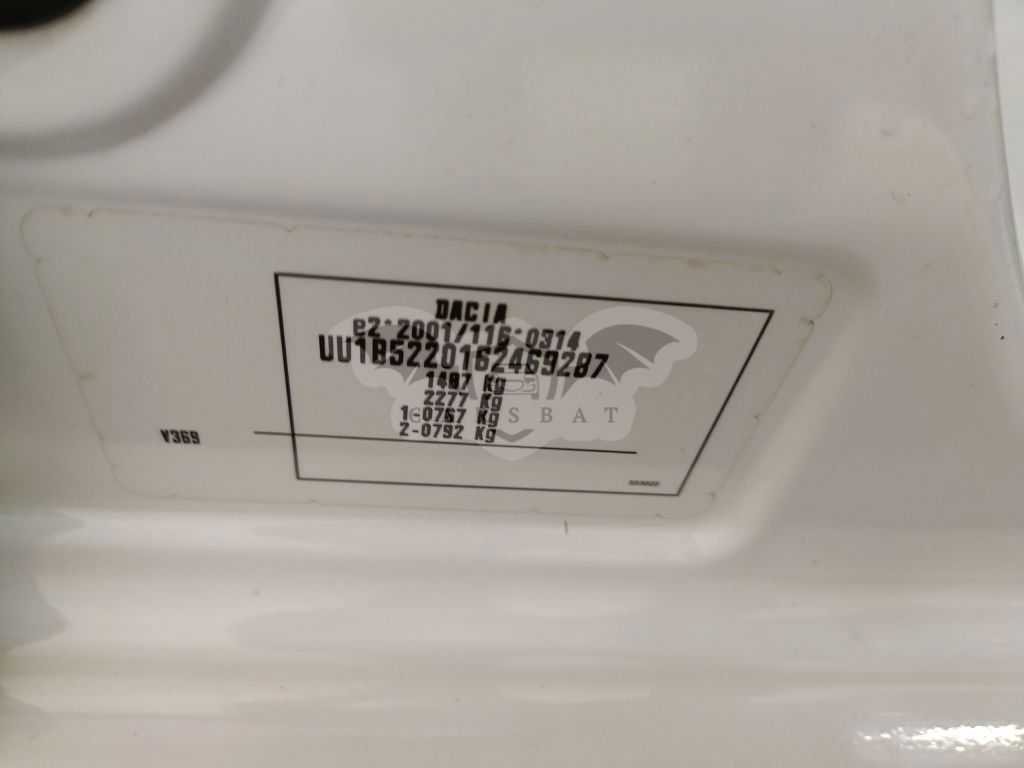 DACIA
e2*2001/116*0314
UU1B5220162469287
1487 Kg
2277 Kg
1-0767 Kg
2-0792 Kg
V369